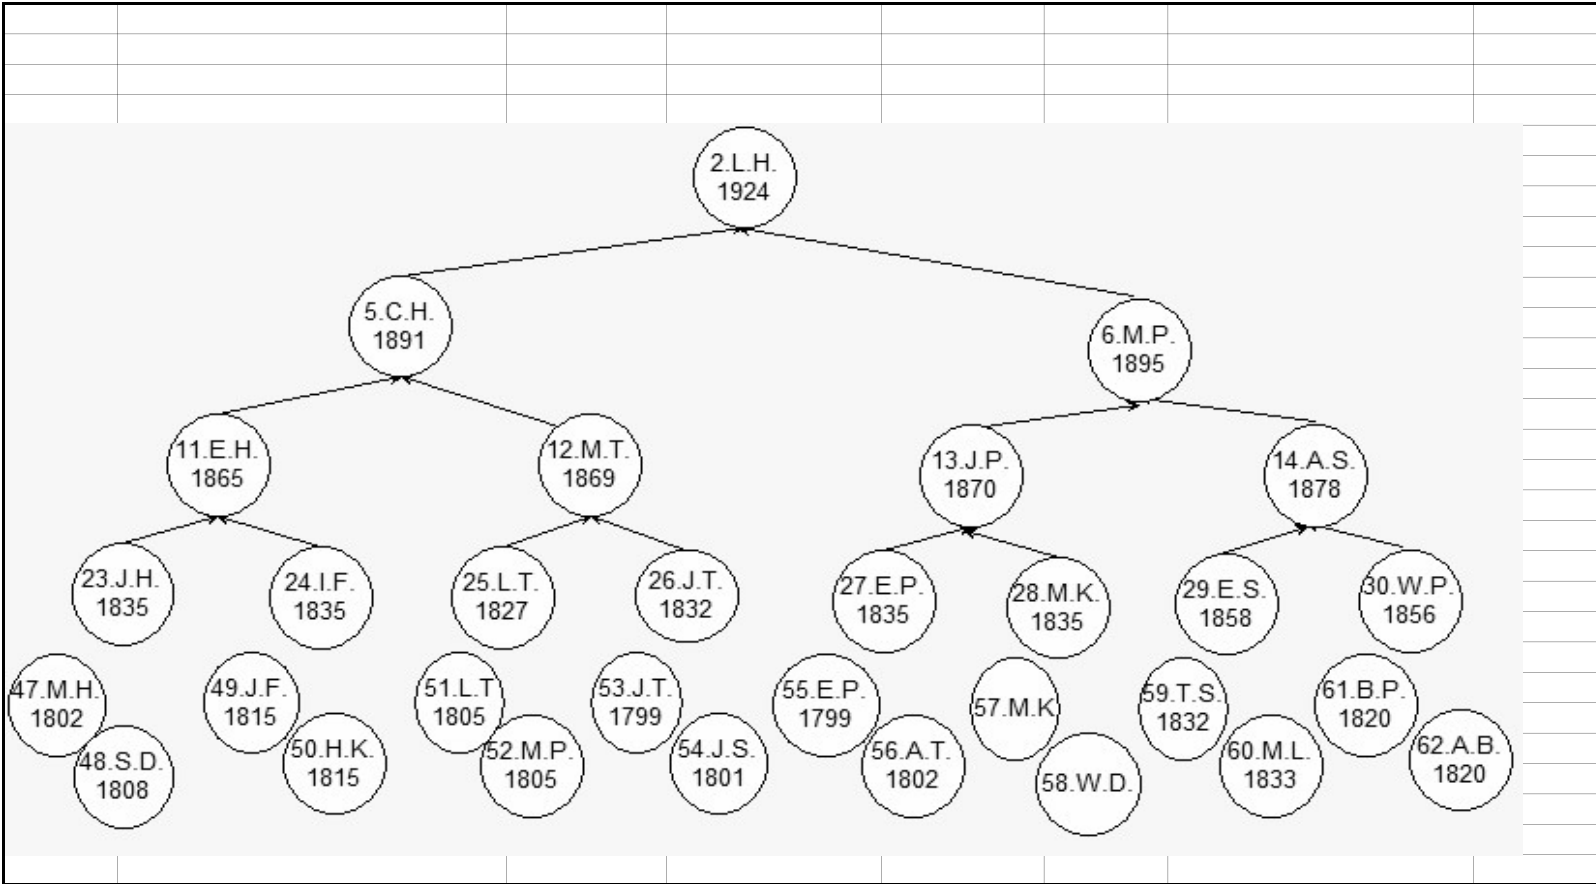 2.L.H.
1924
5.C.H.
1891
6.M.P.
1895
11.E.H.
1865
12.M.T.
1869
13.J.P.
1870
14.A.S.
1878
23.J.H.
1835
24.I.F.
1835
25.L.T.
1827
26.J.T.
1832
27.E.P.
1835
28.M.K.
1835
29.E.S.
1858
30.W.P.
1856
47.M.H.
1802
48.S.D.
1808
49.J.F.
1815
50.H.K.
1815
51.L.T
1805
52.M.P.
1805
53.J.T.
1799
54.J.S.
1801
55.E.P.
1799
56.A.T.
1802
57.M.K
58.W.D.
59.T.S.
1832
60.M.L.
1833
61.B.P.
1820
62.A.B.
1820